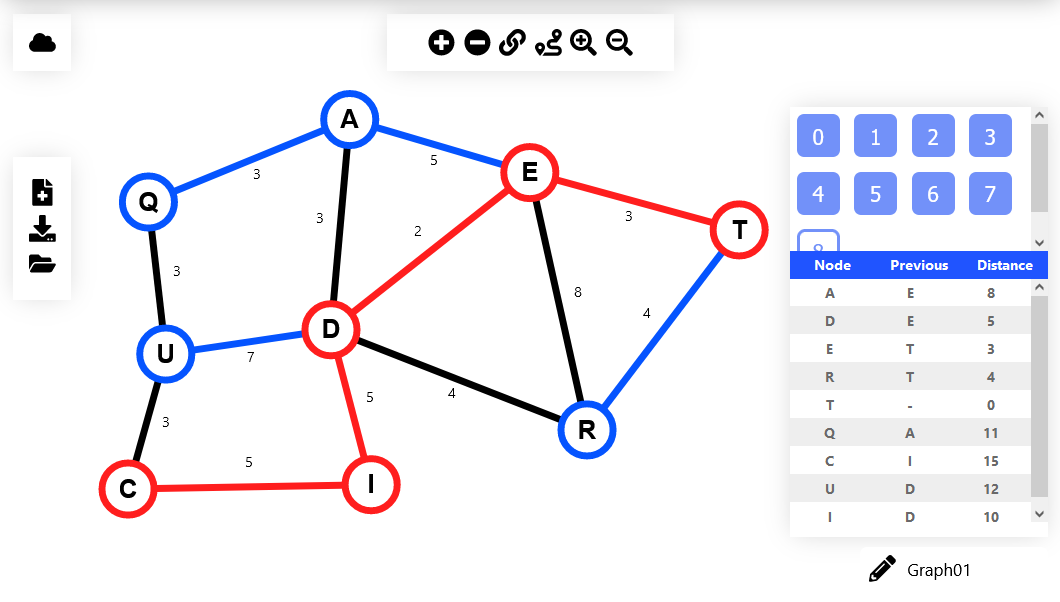 A
5
E
3
Q
3
3
2
T
3
8
4
D
U
7
5
4
R
3
5
C
I
0 1 2 3
4 5 6 7
Node Previous Distance
A E 8
D E 5
E T 3
R T 4
T - 0
Q A 11
C I 15
U D 12
I D 10
Graph01